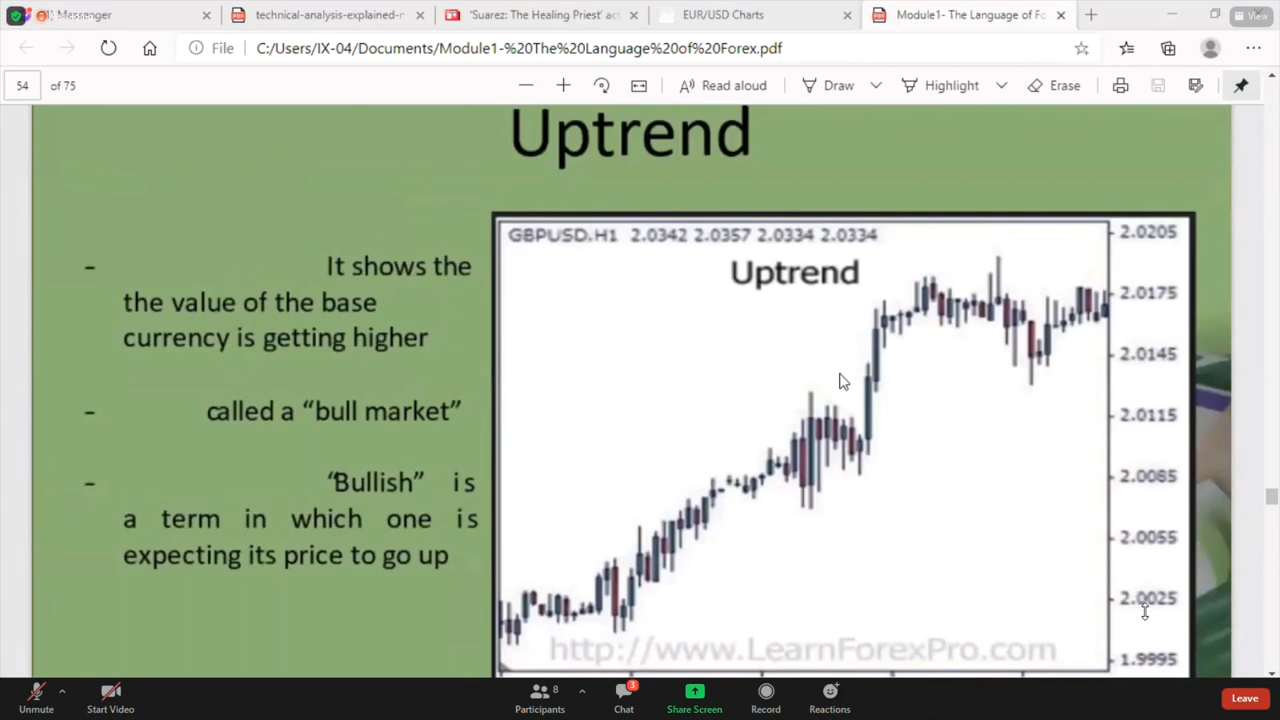 Messenger
technical-analysis-explained-r
'Suarez: The Healing Priest' act
EUR/USD Charts
Module1- The Language of Fo
View
File
C:/Users/IX-04/Documents/Module1-%20The%20Language%20of%20Forex.pdf
54 of 75
Read aloud
Draw
Highlight
Erase
Uptrend
- It shows the
the value of the base
currency is getting higher
- called a “bull market”
- “Bullish” is
a term in which one is
expecting its price to go up
GBPUSD.H1 2.0342 2.0357 2.0334 2.0334
Uptrend
2.0205
2.0175
2.0145
2.0115
2.0085
2.0055
2.0025
1.9995
http://www.LearnForexPro.com
Unmute
Start Video
8
Participants
3
Chat
Share Screen
Record
Reactions
Leave